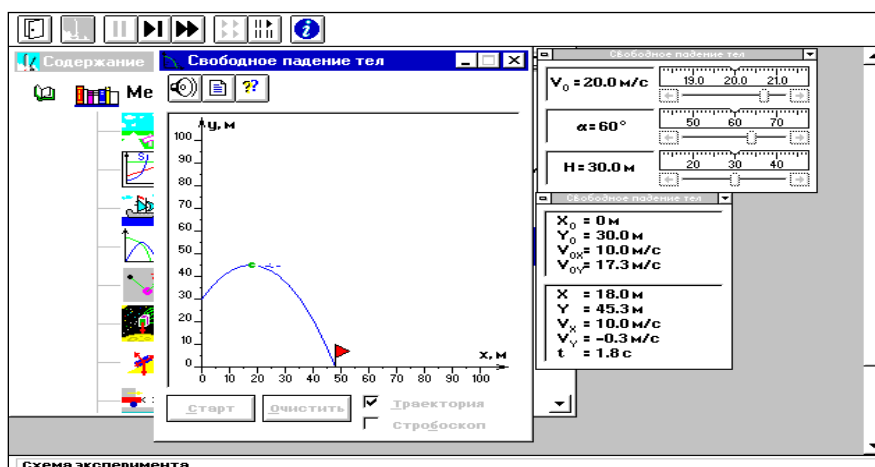 Содержание
Ме
Свободное падение тел
y, м
100
90
80
70
60
50
40
30
20
10
0
0 10 20 30 40 50 60 70 80 90 100
x, м
Старт
Очистить
Траектория
Стробоскоп
Свободное падение тел
V₀ = 20.0 м/с
19.0 20.0 21.0
α = 60°
50 60 70
H = 30.0 м
20 30 40
Свободное падение тел
X₀ = 0 м
Y₀ = 30.0 м
V₀ₓ = 10.0 м/с
V₀ᵧ = 17.3 м/с
X = 18.0 м
Y = 45.3 м
Vₓ = 10.0 м/с
Vᵧ = -0.3 м/с
t = 1.8 с
Схема эксперимента